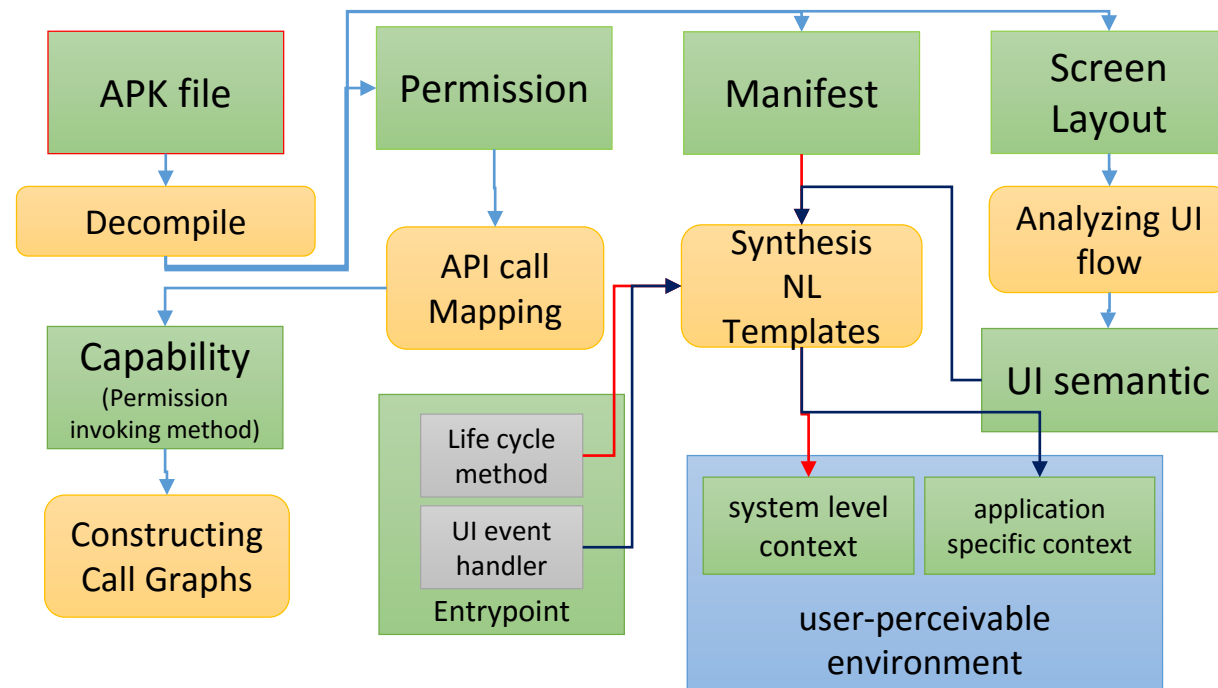 APK file
Permission
Manifest
Screen
Layout
Decompile
API call
Mapping
Synthesis
NL
Templates
Analyzing UI
flow
Capability
(Permission
invoking method)
UI semantic
Life cycle
method
UI event
handler
Entrypoint
Constructing
Call Graphs
system level
context
application
specific context
user-perceivable
environment